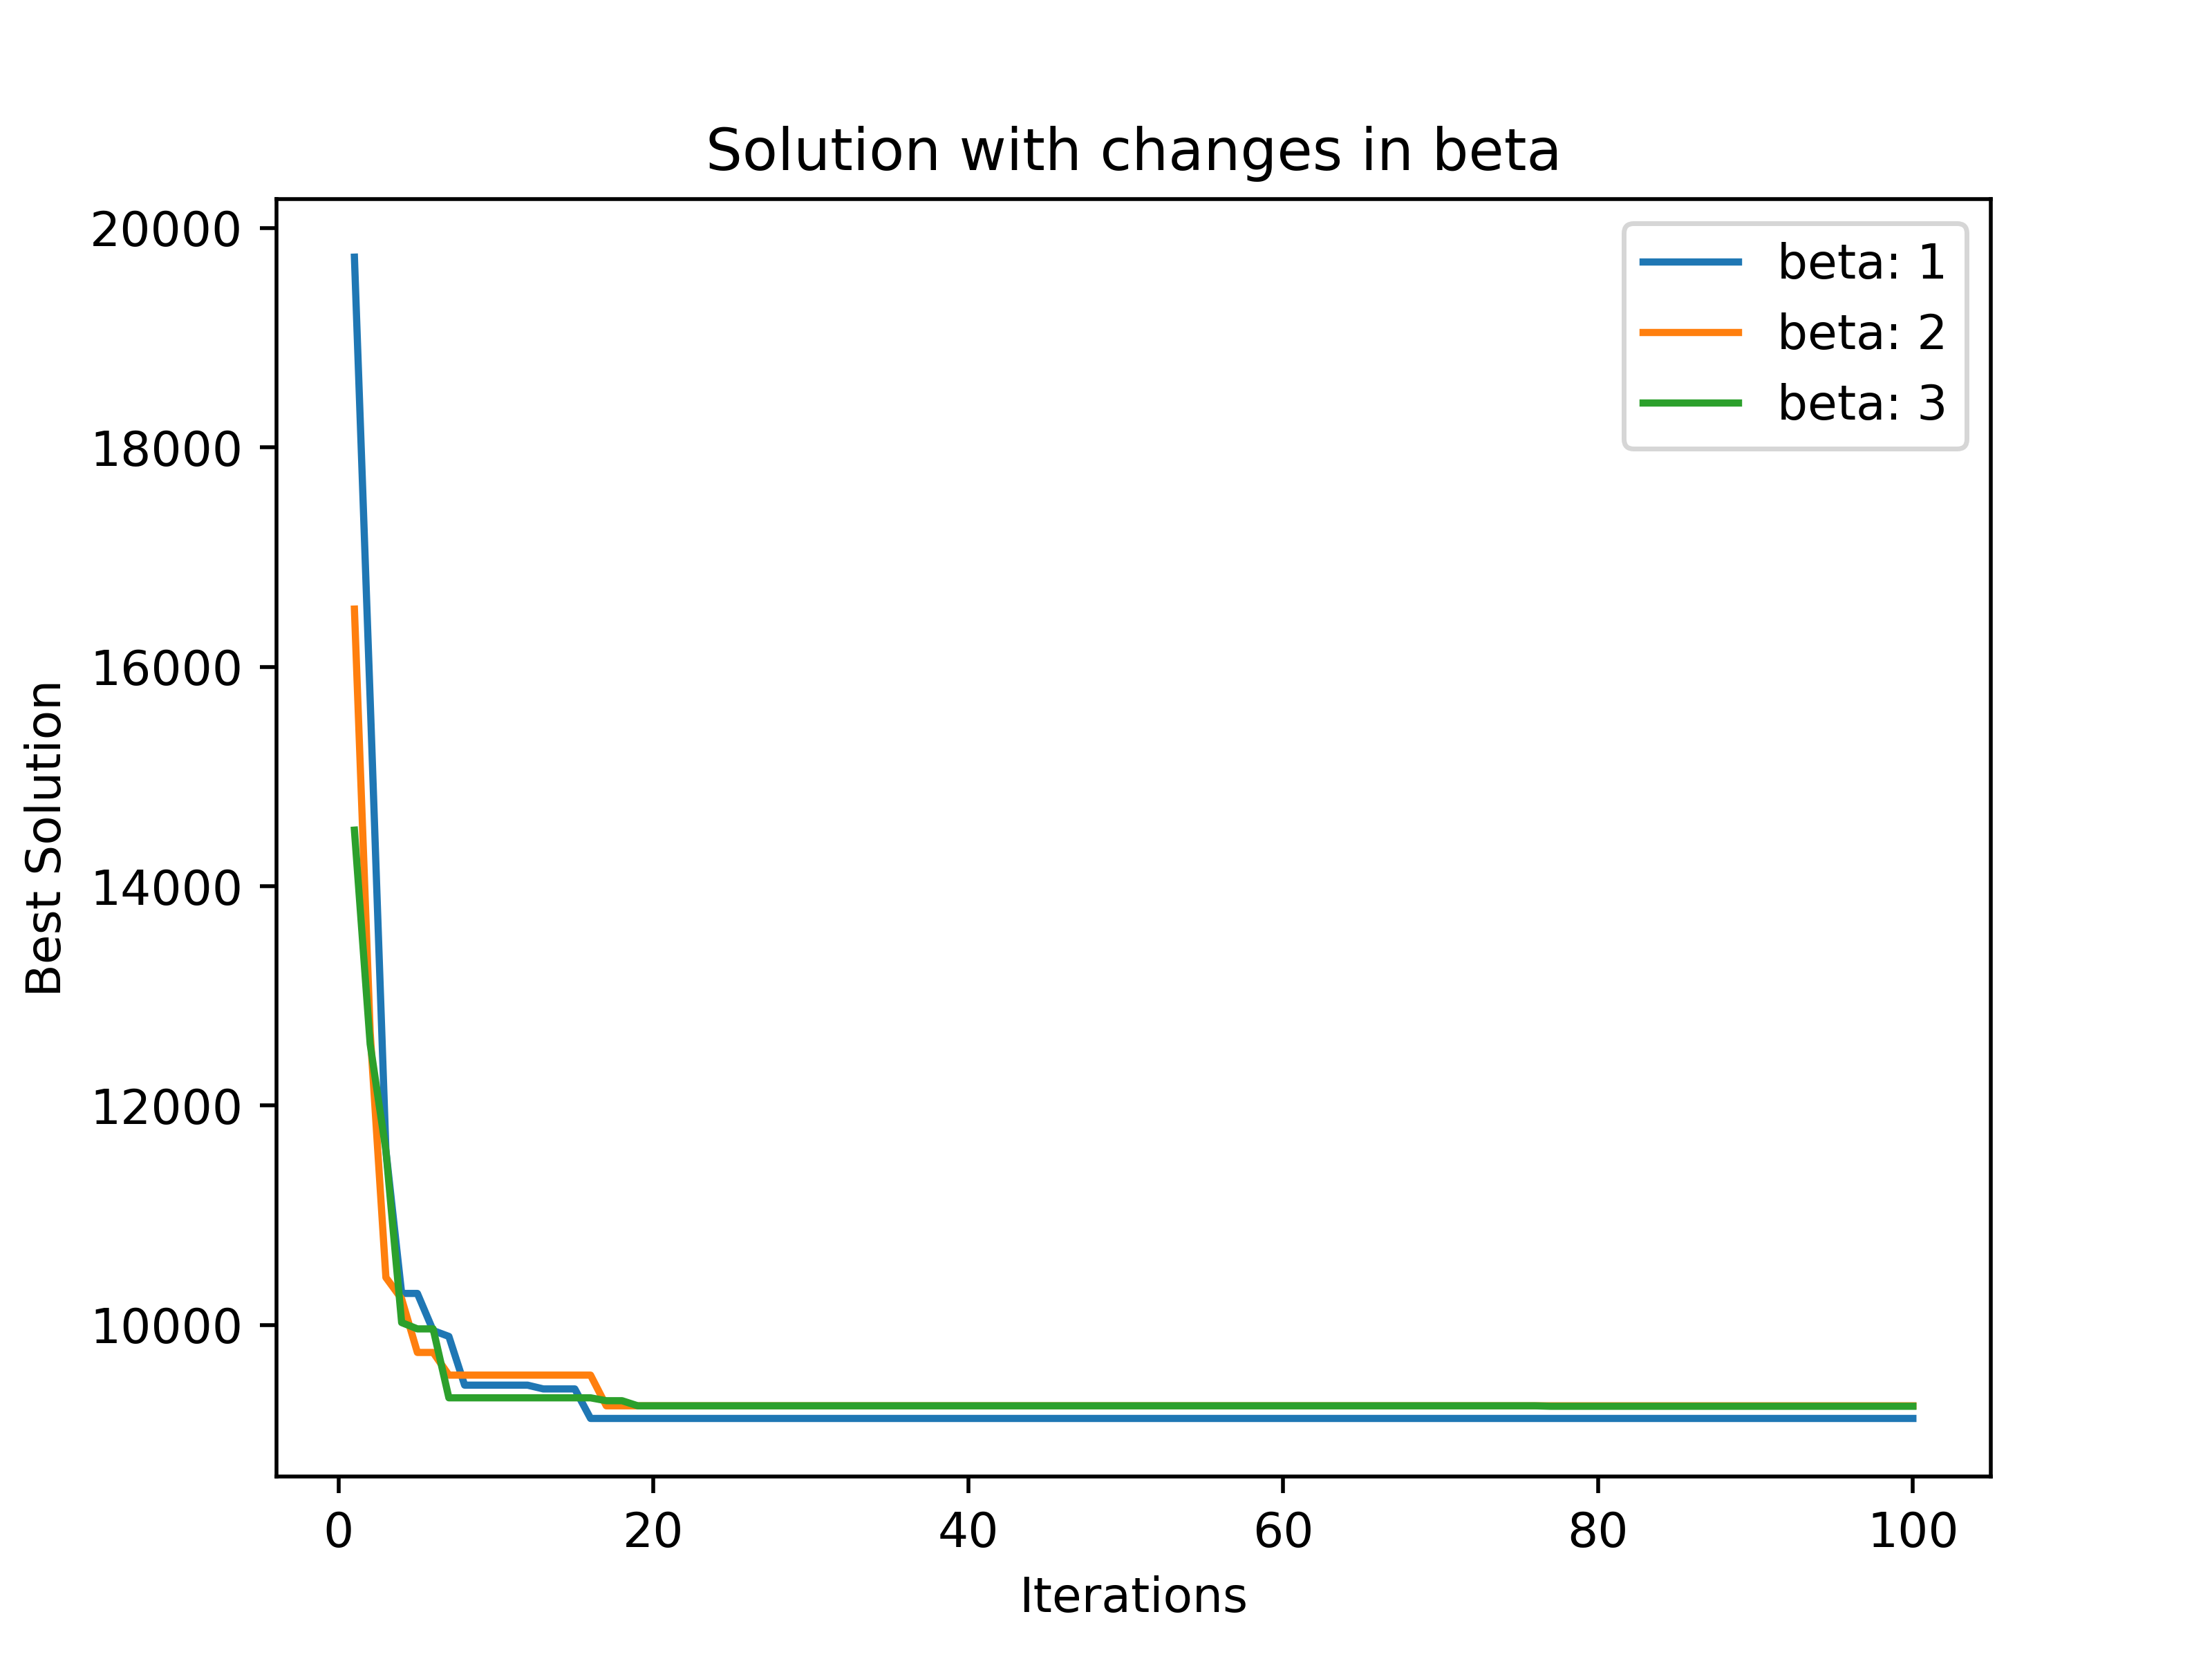 Solution with changes in beta
20000
18000
16000
14000
12000
10000
Best Solution
beta: 1
beta: 2
beta: 3
0 20 40 60 80 100
Iterations